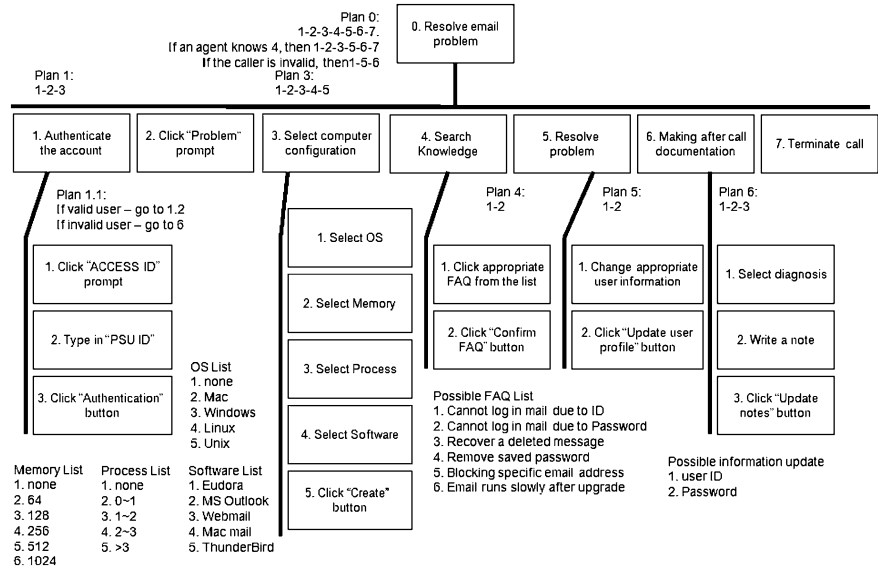 Plan 0:
1-2-3-4-5-6-7.
If an agent knows 4, then 1-2-3-5-6-7
If the caller is invalid, then1-5-6
0. Resolve email
problem
Plan 1:
1-2-3
Plan 3:
1-2-3-4-5
1. Authenticate
the account
2. Click "Problem"
prompt
3. Select computer
configuration
4. Search
Knowledge
5. Resolve
problem
6. Making after call
documentation
7. Terminate call
Plan 1.1:
If valid user – go to 1.2
If invalid user – go to 6
1. Click "ACCESS ID"
prompt
2. Type in "PSU ID"
3. Click "Authentication"
button
1. Select OS
2. Select Memory
3. Select Process
4. Select Software
5. Click "Create"
button
Plan 4:
1-2
1. Click appropriate
FAQ from the list
2. Click "Confirm
FAQ" button
Plan 5:
1-2
1. Change appropriate
user information
2. Click "Update user
profile" button
Plan 6:
1-2-3
1. Select diagnosis
2. Write a note
3. Click "Update
notes" button
OS List
1. none
2. Mac
3. Windows
4. Linux
5. Unix
Memory List
1. none
2. 64
3. 128
4. 256
5. 512
6. 1024
Process List
1. none
2. 0~1
3. 1~2
4. 2~3
5. >3
Software List
1. Eudora
2. MS Outlook
3. Webmail
4. Mac mail
5. ThunderBird
Possible FAQ List
1. Cannot log in mail due to ID
2. Cannot log in mail due to Password
3. Recover a deleted message
4. Remove saved password
5. Blocking specific email address
6. Email runs slowly after upgrade
Possible information update
1. user ID
2. Password